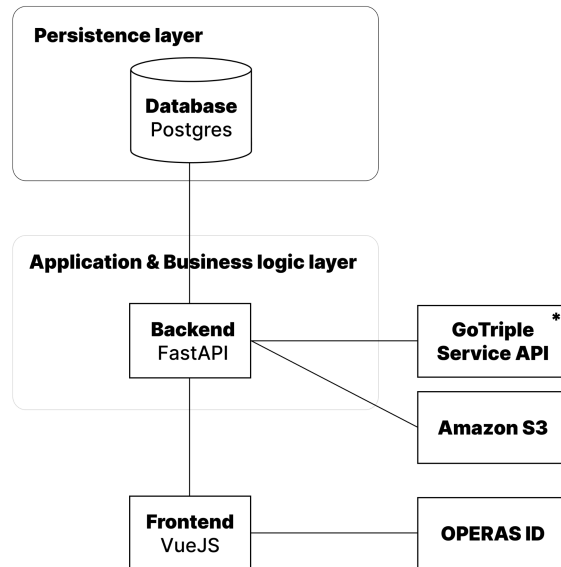 Persistence layer
Database
Postgres
Application & Business logic layer
Backend
FastAPI
*
GoTriple
Service API
Amazon S3
Frontend
VueJS
OPERAS ID